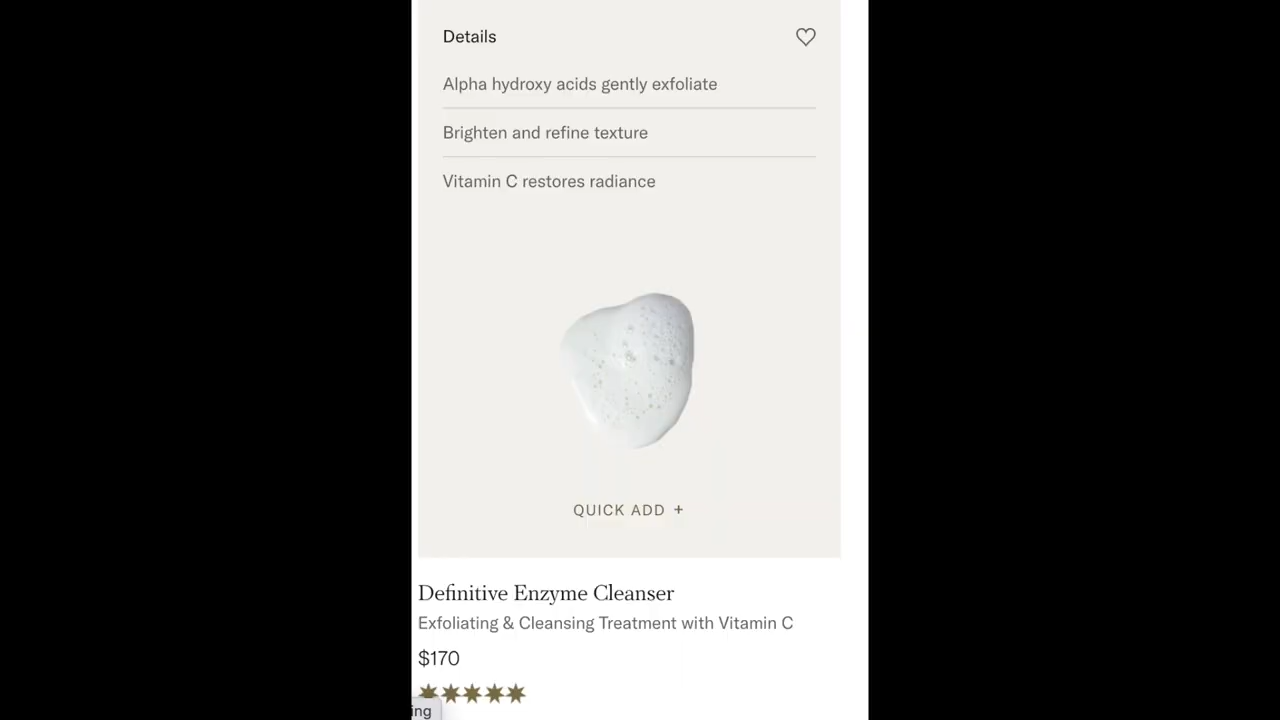 Details
Alpha hydroxy acids gently exfoliate
Brighten and refine texture
Vitamin C restores radiance
QUICK ADD +
Definitive Enzyme Cleanser
Exfoliating & Cleansing Treatment with Vitamin C
$170
ing